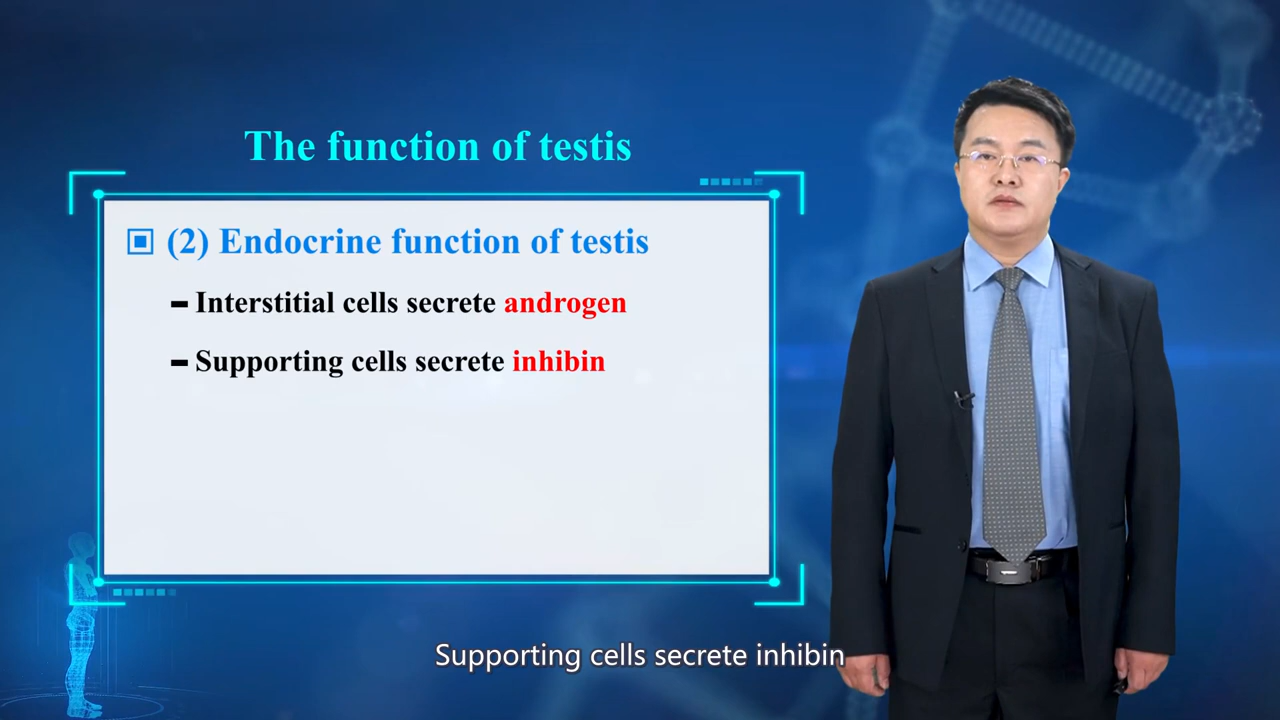 The function of testis
(2) Endocrine function of testis
Interstitial cells secrete androgen
Supporting cells secrete inhibin
Supporting cells secrete inhibin